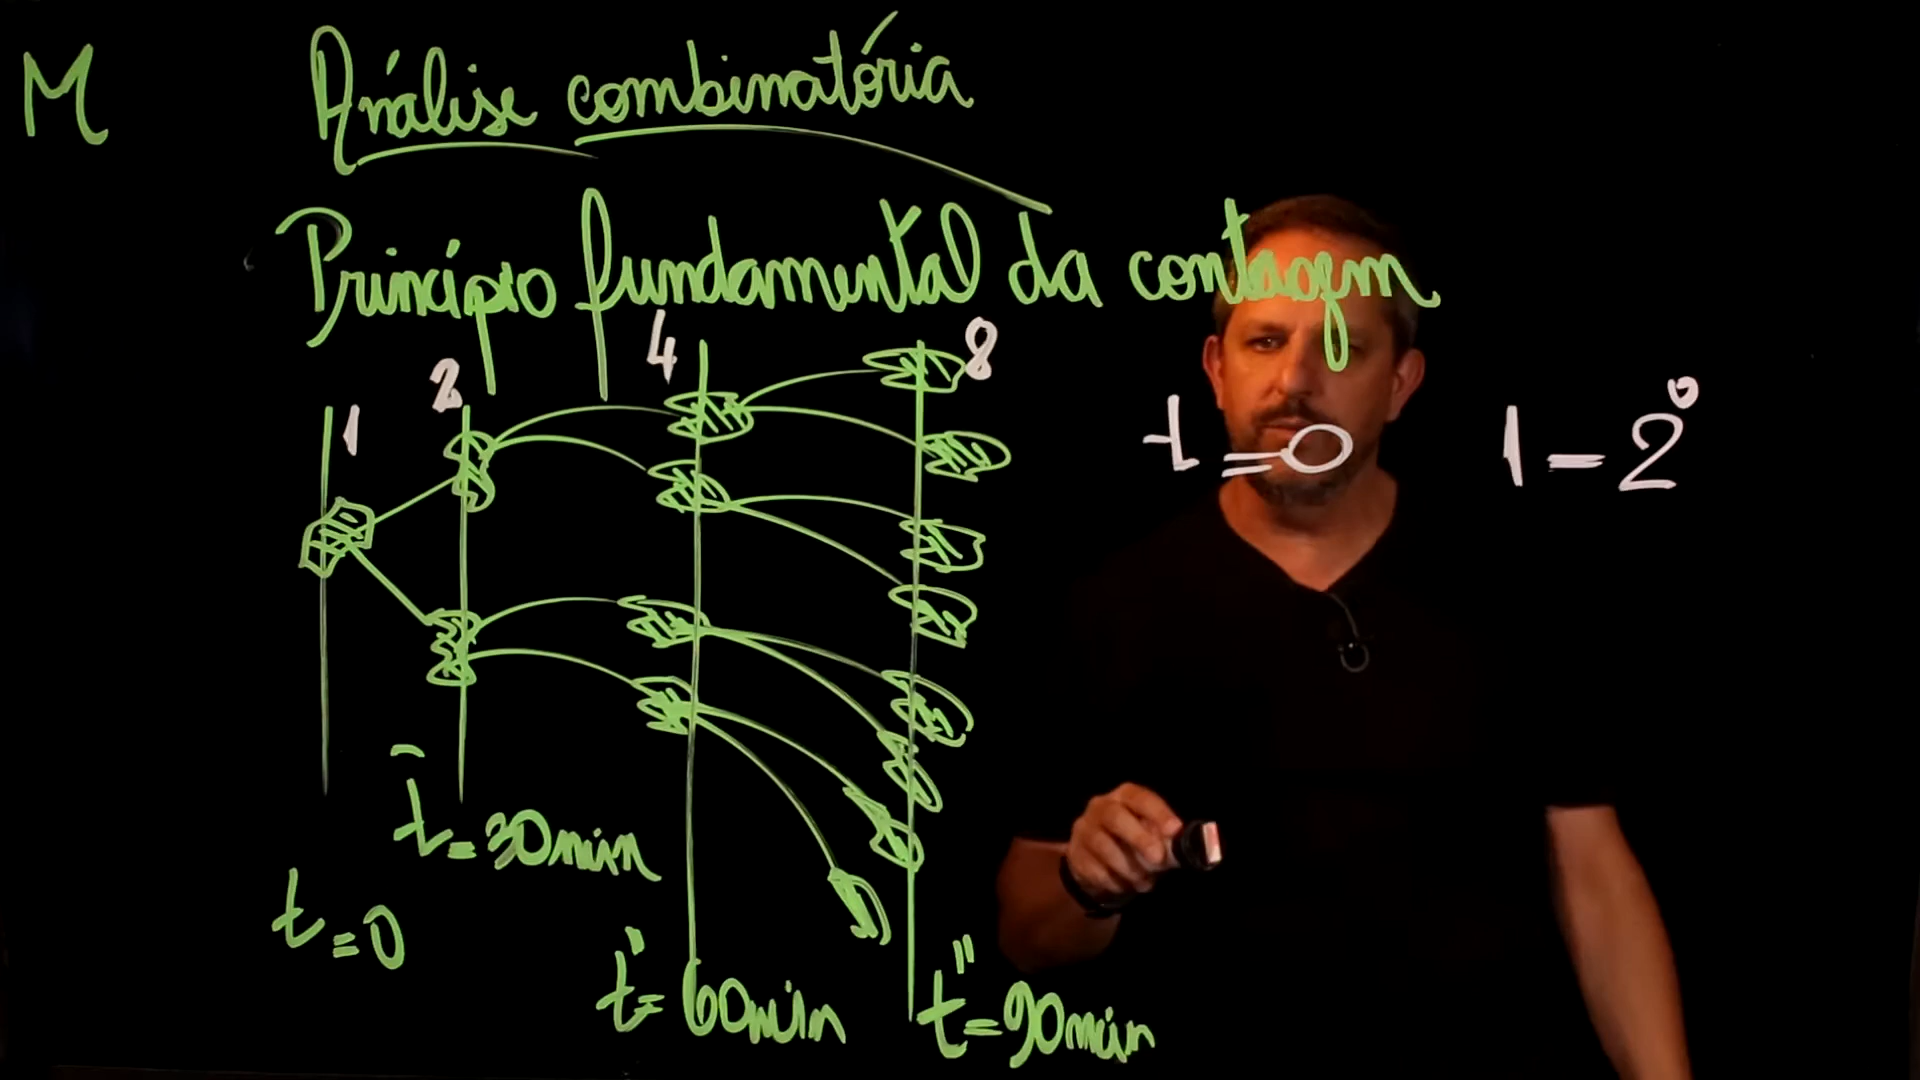 M
Análise combinatória
Princípio fundamental da contagem
1 2 4 8
t=0 1=2⁰
t'=30min
t=0
t"=60min
t"=90min